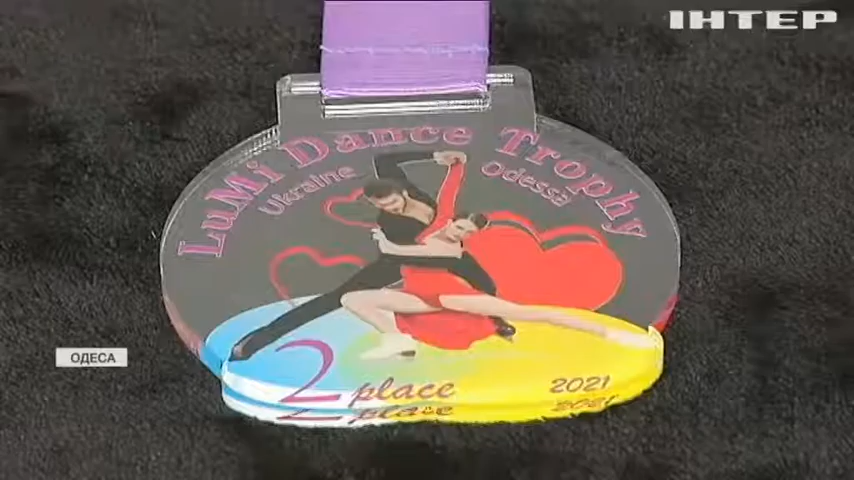 ІНТЕР
LuMi Dance Trophy
Ukraine Odessa
ОДЕСА
2 place 2021